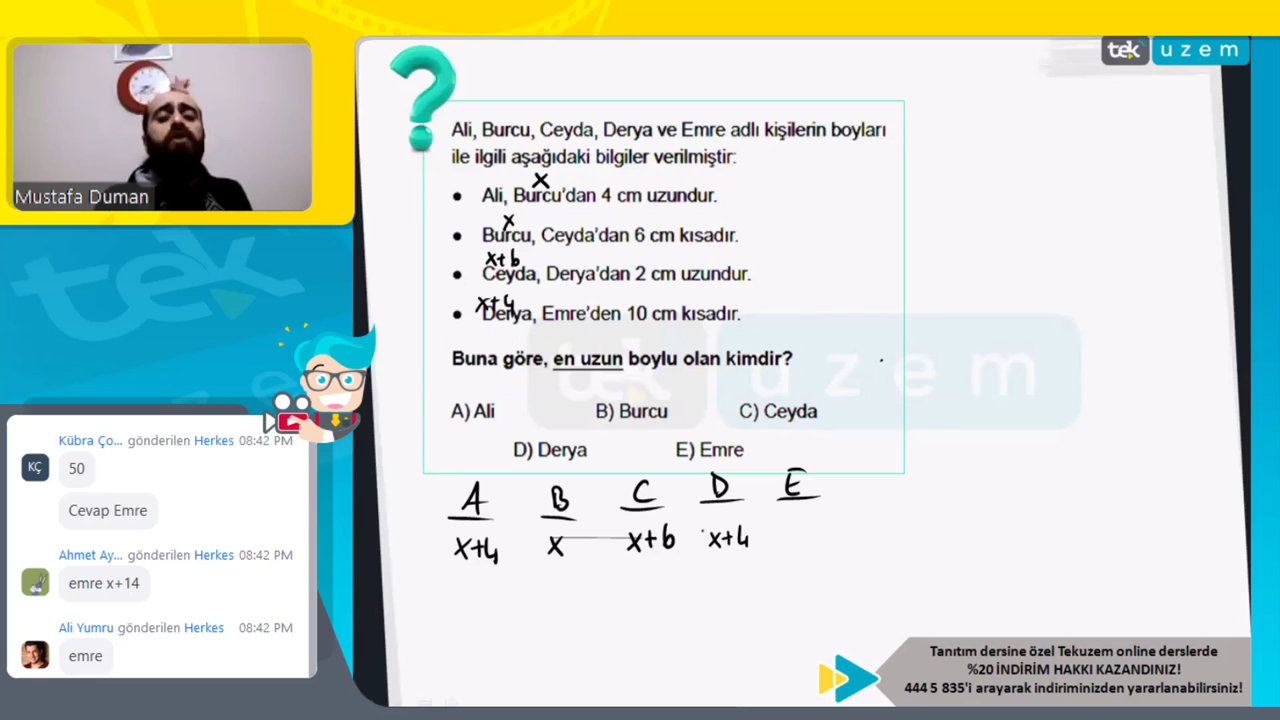 tek uzem
Mustafa Duman
Ali, Burcu, Ceyda, Derya ve Emre adlı kişilerin boyları
ile ilgili aşağıdaki bilgiler verilmiştir:
x
• Ali, Burcu'dan 4 cm uzundur.
x
• Burcu, Ceyda'dan 6 cm kısadır.
x+6
• Ceyda, Derya'dan 2 cm uzundur.
x+4
• Derya, Emre'den 10 cm kısadır.
Buna göre, en uzun boylu olan kimdir?
A) Ali B) Burcu C) Ceyda
D) Derya E) Emre
A B C D E
x+4 x x+6 x+4
tek uzem
Kübra Ço... gönderilen Herkes 08:42 PM
KÇ 50
Cevap Emre
Ahmet Ay... gönderilen Herkes 08:42 PM
emre x+14
Ali Yumru gönderilen Herkes 08:42 PM
emre
Tanıtım dersine özel Tekuzem online derslerde
%20 İNDİRİM HAKKI KAZANDINIZ!
444 5 835'i arayarak indiriminizden yararlanabilirsiniz!